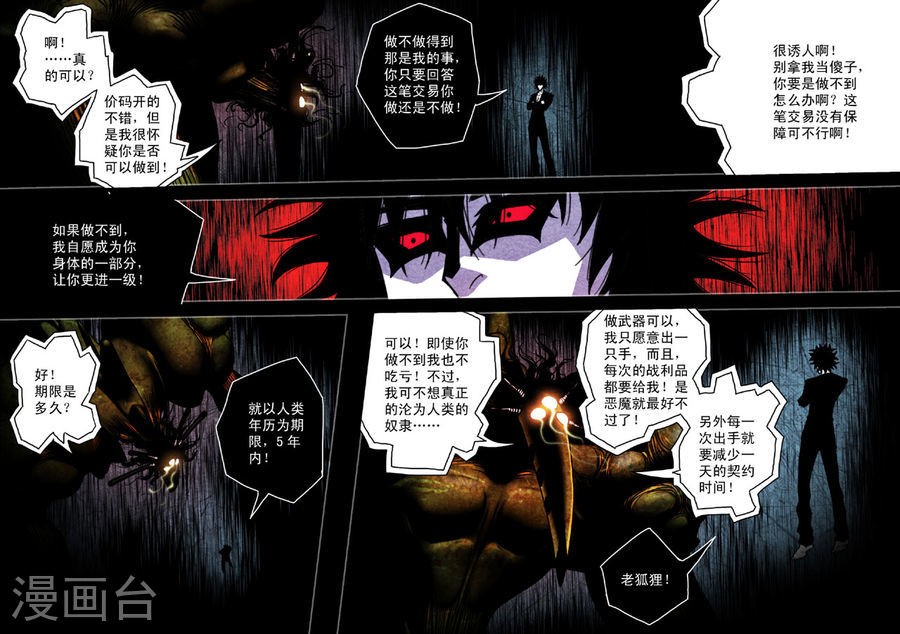 啊！
……真
的可以？
价码开的
不错，但
是我很怀
疑你是否
可以做到！
做不做得到
那是我的事，
你只要回答
这笔交易你
做还是不做！
很诱人啊！
别拿我当傻子，
你要是做不到
怎么办啊？这
笔交易没有保
障可不行啊！
如果做不到，
我自愿成为你
身体的一部分，
让你更进一级！
好！
期限是
多久？
就以人类
年历为期
限，5年
内！
可以！即使你
做不到我也不
吃亏！不过，
我可不想真正
的沦为人类的
奴隶……
做武器可以，
我只愿意出一
只手，而且，
每次的战利品
都要给我！是
恶魔就最好不
过了！
另外每一
次出手就
要减少一
天的契约
时间！
老狐狸！
漫画台